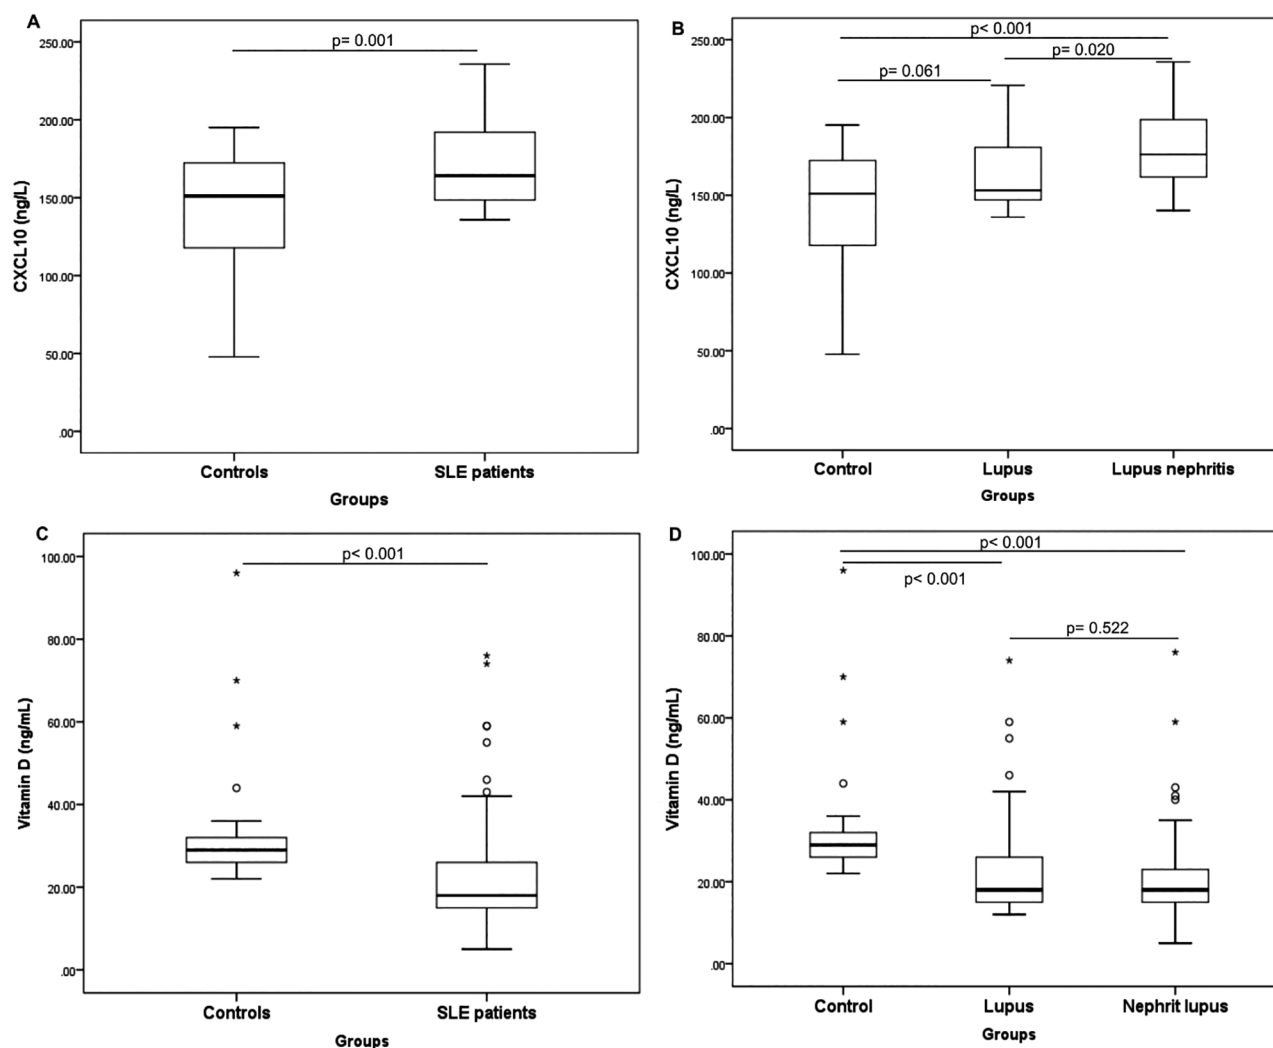 A
250.00
200.00
150.00
100.00
50.00
.00
CXCL10 (ng/L)
p= 0.001
Controls
SLE patients
Groups
B
250.00
200.00
150.00
100.00
50.00
.00
CXCL10 (ng/L)
p< 0.001
p= 0.061
p= 0.020
Control
Lupus
Lupus nephritis
Groups
C
100.00
80.00
60.00
40.00
20.00
.00
Vitamin D (ng/mL)
p< 0.001
Controls
SLE patients
Groups
D
100.00
80.00
60.00
40.00
20.00
.00
Vitamin D (ng/mL)
p< 0.001
p< 0.001
p= 0.522
Control
Lupus
Nephrit lupus
Groups